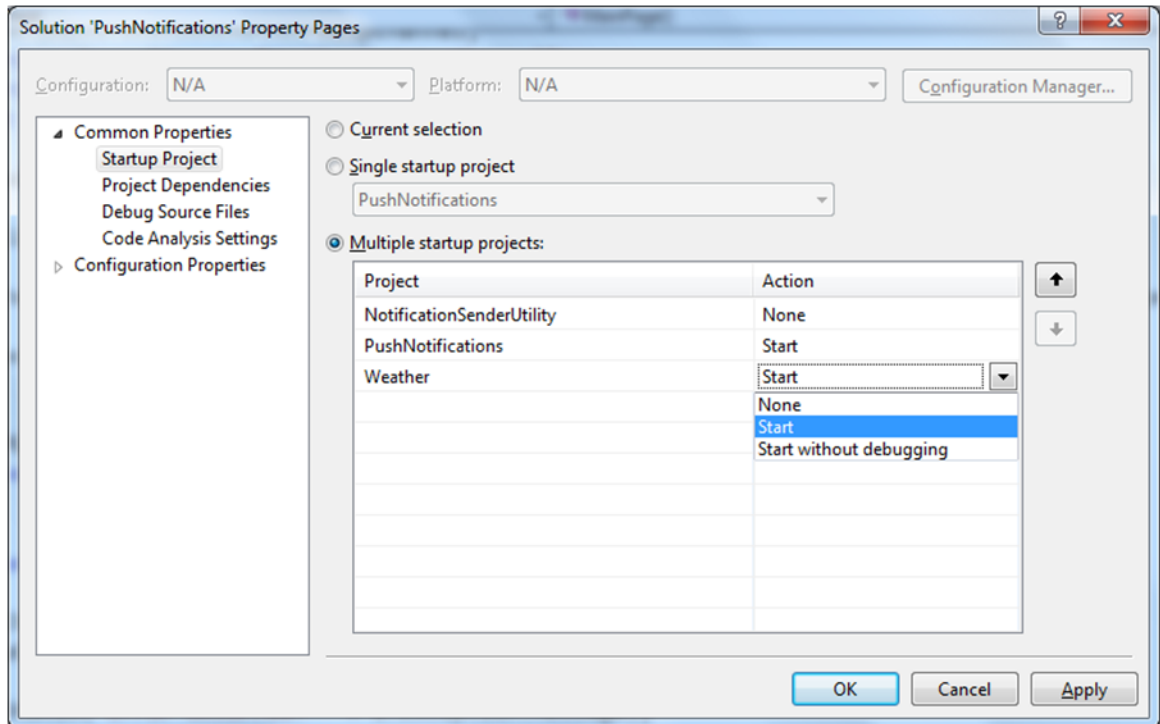 Solution 'PushNotifications' Property Pages
Configuration: N/A Platform: N/A Configuration Manager...
Common Properties
Startup Project
Project Dependencies
Debug Source Files
Code Analysis Settings
Configuration Properties
Current selection
Single startup project
PushNotifications
Multiple startup projects:
Project Action
NotificationSenderUtility None
PushNotifications Start
Weather Start
None
Start
Start without debugging
OK Cancel Apply